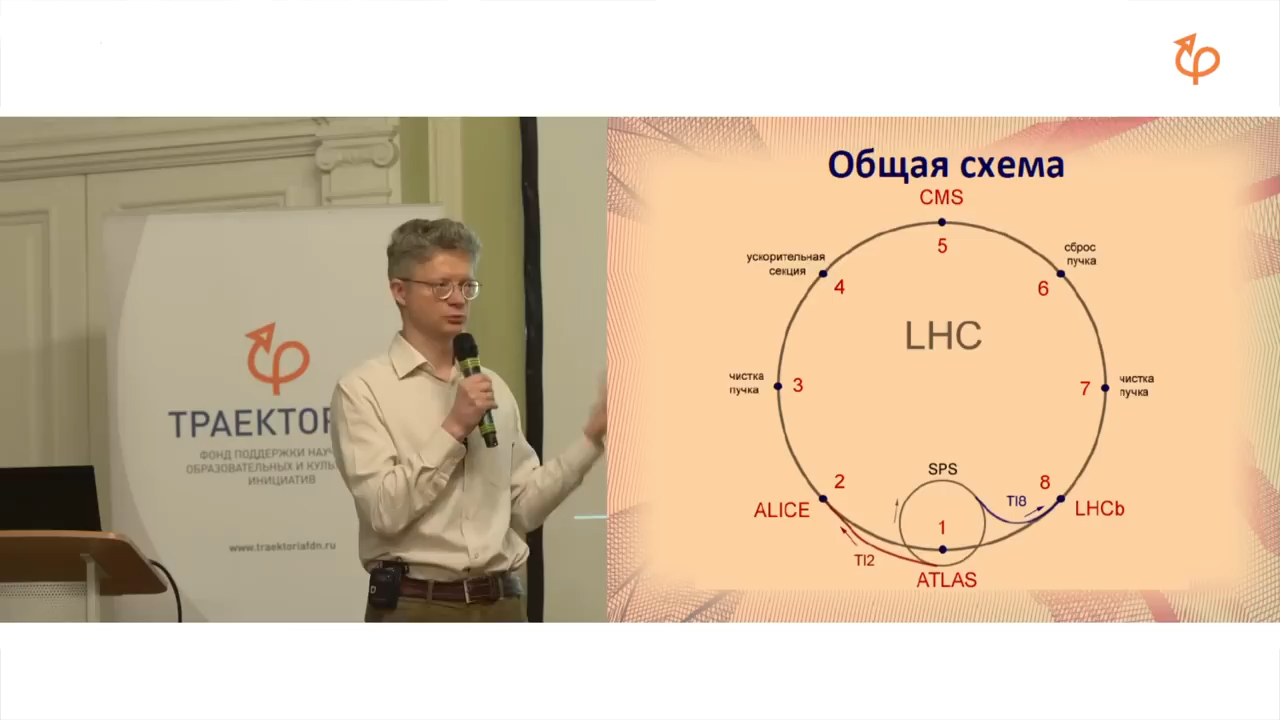 ТРАЕКТОР
ФОНД ПОДДЕРЖКИ НАУЧ
ОБРАЗОВАТЕЛЬНЫХ И КУЛЬ
ИНИЦИАТИВ
www.traektoriafdn.ru
Общая схема
CMS
5
ускорительная
секция
4
сброс
пучка
6
LHC
чистка
пучка
3
7
чистка
пучка
SPS
2
ALICE
1
TI8
8
LHCb
TI2
ATLAS